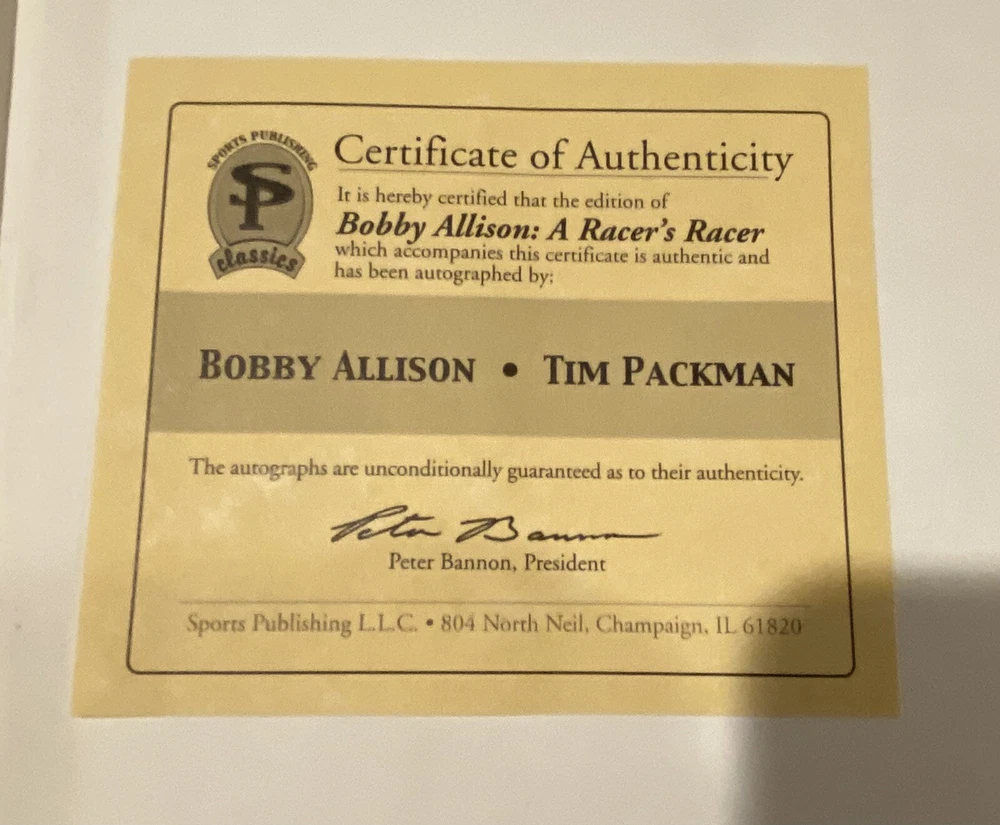 SPORTS PUBLISHING
SP
classics
Certificate of Authenticity
It is hereby certified that the edition of
Bobby Allison: A Racer's Racer
which accompanies this certificate is authentic and
has been autographed by:
BOBBY ALLISON • TIM PACKMAN
The autographs are unconditionally guaranteed as to their authenticity.
Peter Bannon
Peter Bannon, President
Sports Publishing L.L.C. • 804 North Neil, Champaign, IL 61820